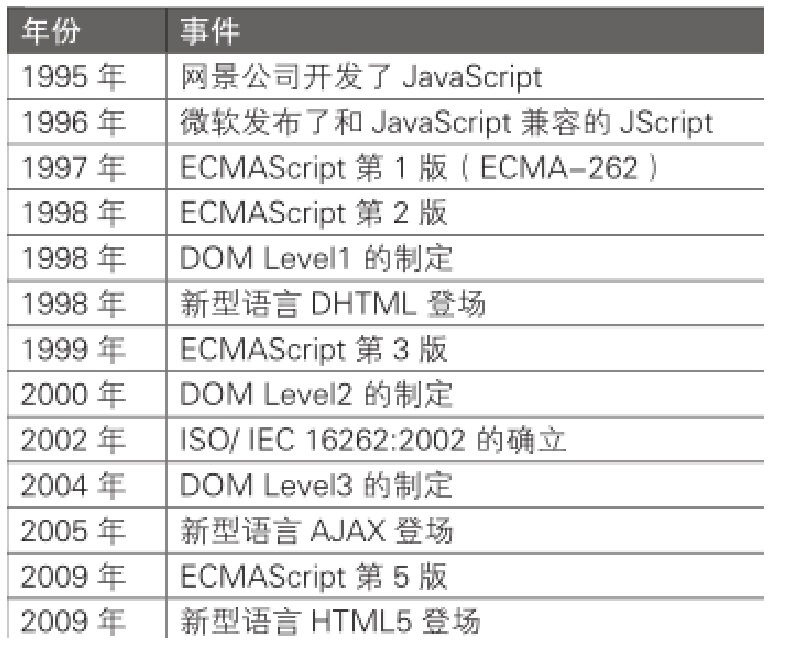 年份 事件
1995 年 网景公司开发了 JavaScript
1996 年 微软发布了和 JavaScript 兼容的 JScript
1997 年 ECMAScript 第 1 版 ( ECMA-262 )
1998 年 ECMAScript 第 2 版
1998 年 DOM Level1 的制定
1998 年 新型语言 DHTML 登场
1999 年 ECMAScript 第 3 版
2000 年 DOM Level2 的制定
2002 年 ISO/ IEC 16262:2002 的确立
2004 年 DOM Level3 的制定
2005 年 新型语言 AJAX 登场
2009 年 ECMAScript 第 5 版
2009 年 新型语言 HTML5 登场